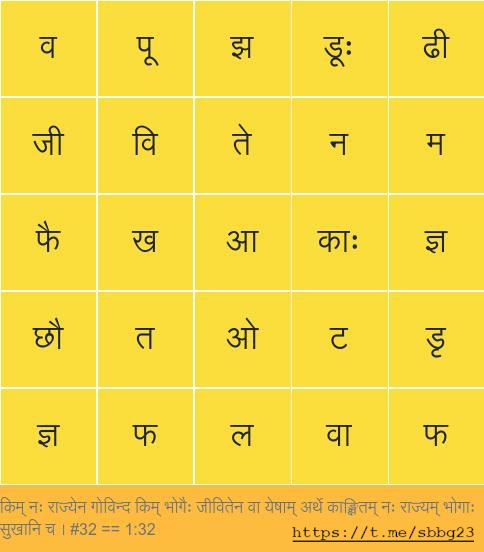 व पू झ डूः ढी
जी वि ते न म
फै ख आ काः ज्ञ
छौ त ओ ट डृ
ज्ञ फ ल वा फ
किम् नः राज्येन गोविन्द किम् भोगैः जीवितेन वा येषाम् अर्थे काङ्क्षितम् नः राज्यम् भोगाः
सुखानि च । #32 == 1:32
https://t.me/sbbg23